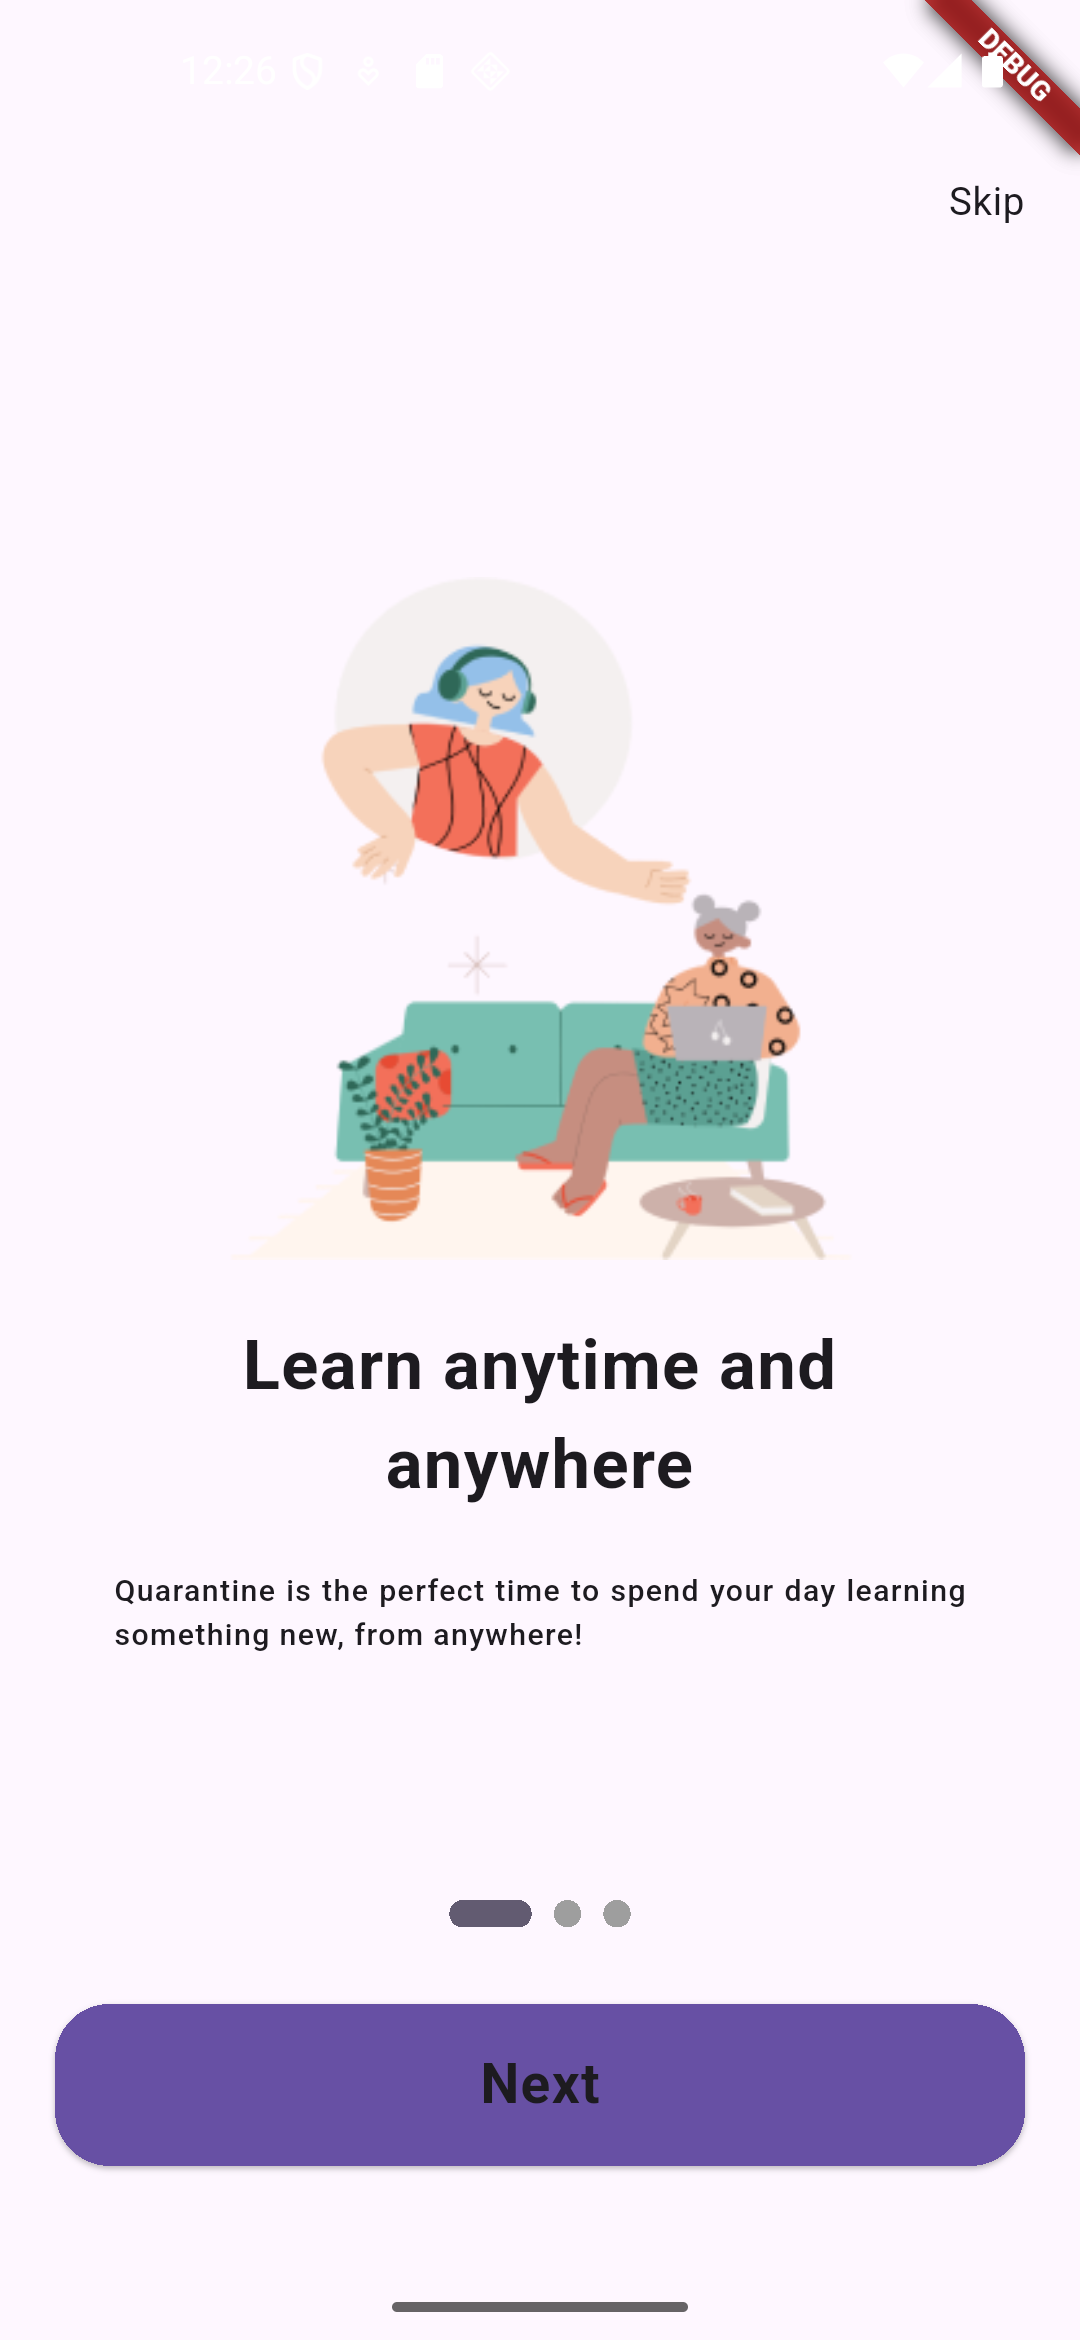 12:26
DEBUG
Skip
Learn anytime and
anywhere
Quarantine is the perfect time to spend your day learning
something new, from anywhere!
Next